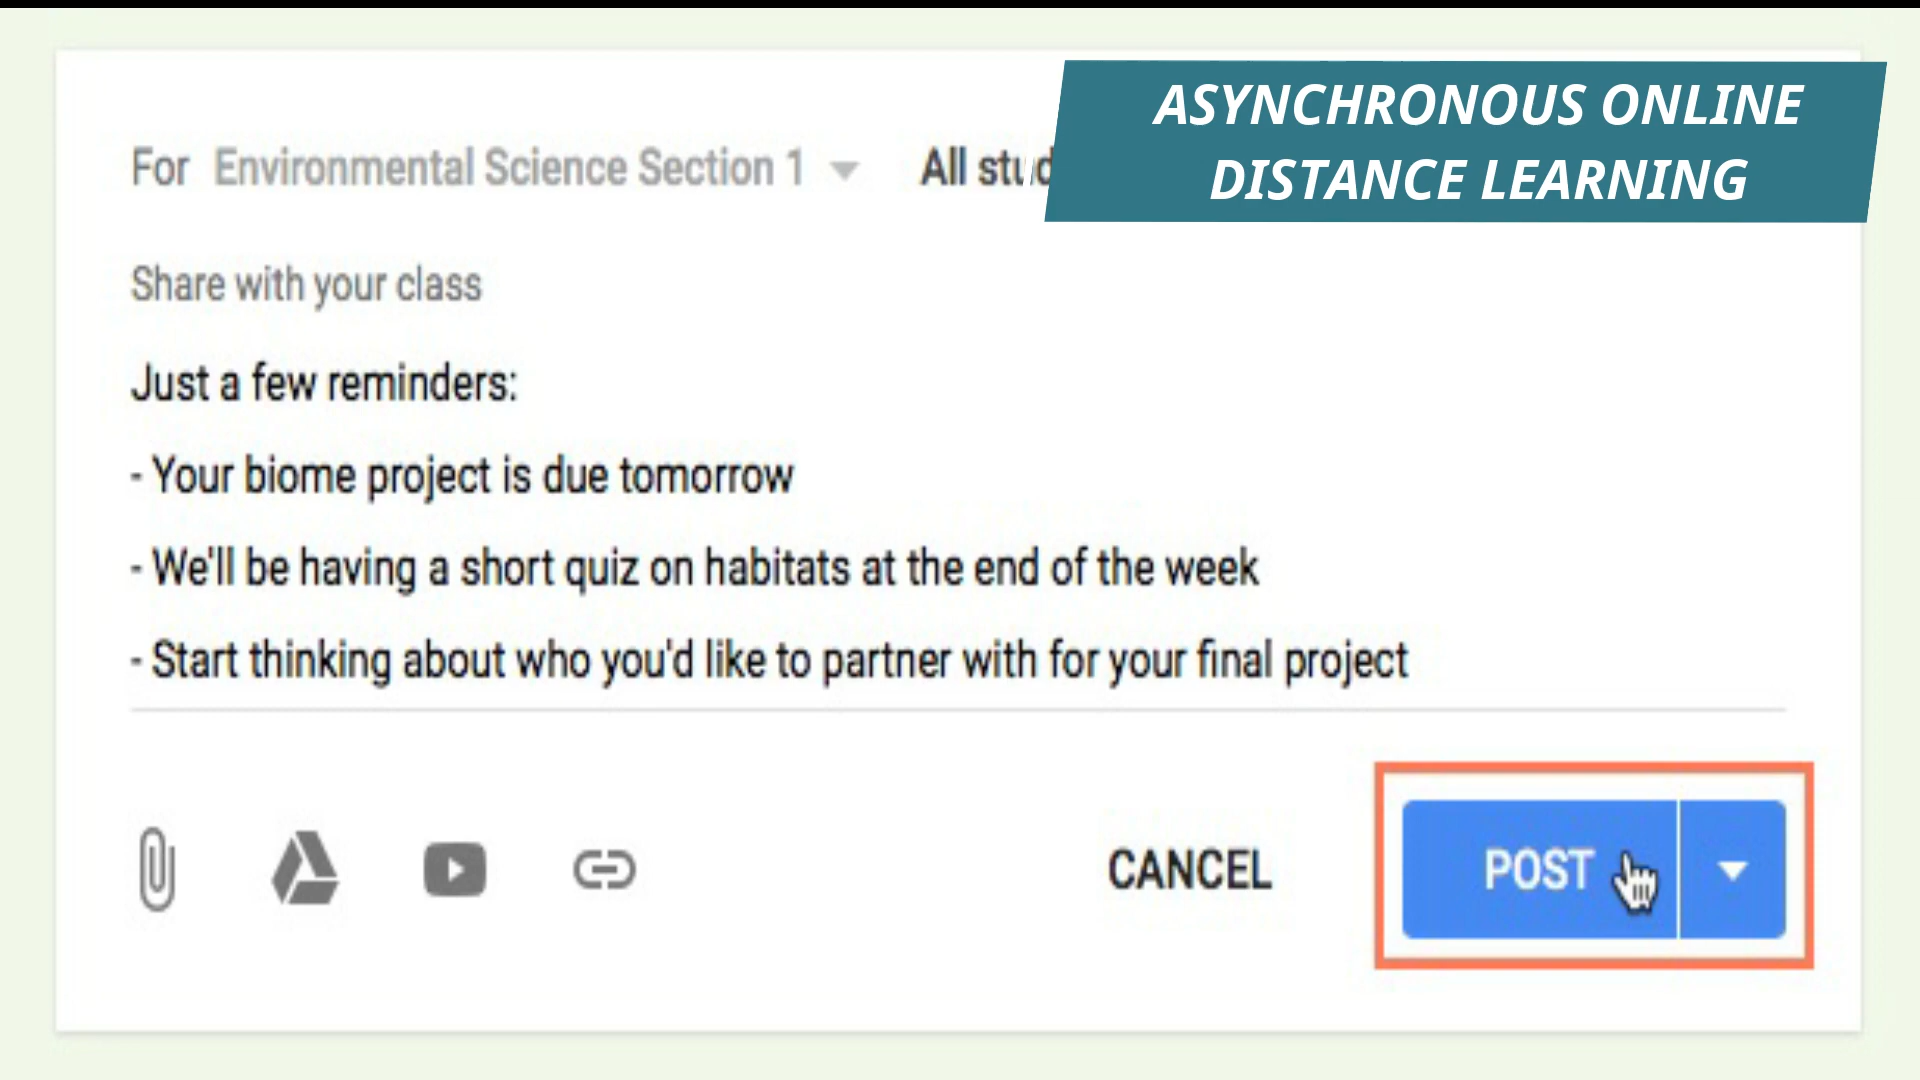 ASYNCHRONOUS ONLINE
DISTANCE LEARNING
For Environmental Science Section 1 All
Share with your class
Just a few reminders:
- Your biome project is due tomorrow
- We'll be having a short quiz on habitats at the end of the week
- Start thinking about who you'd like to partner with for your final project
CANCEL POST